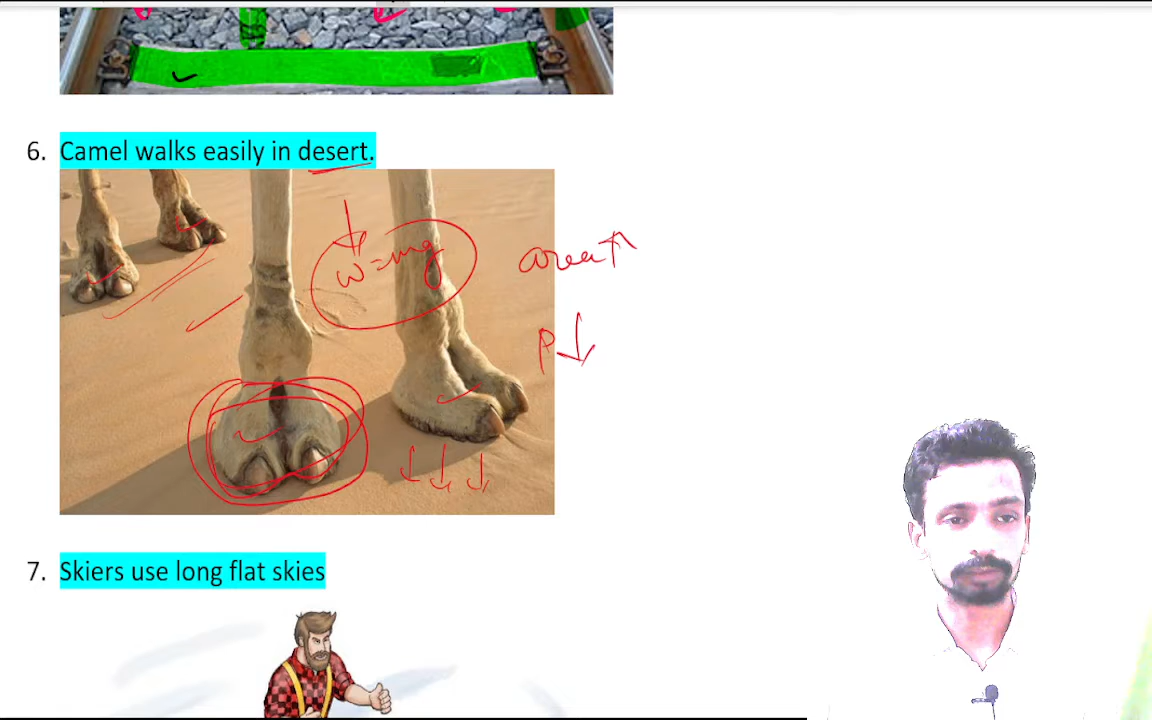 6. Camel walks easily in desert.
w=mg
area↑
P↓
7. Skiers use long flat skies